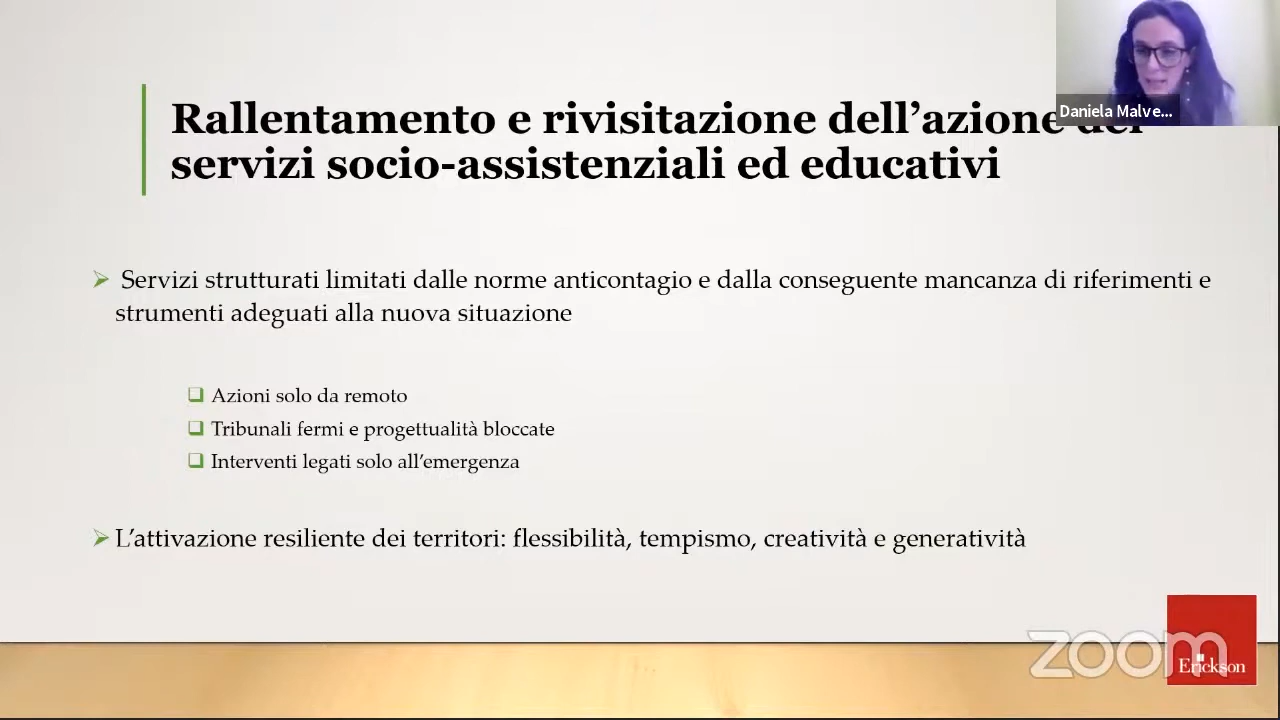 Rallentamento e rivisitazione dell’azione dei
servizi socio-assistenziali ed educativi
Daniela Malve...
Servizi strutturati limitati dalle norme anticontagio e dalla conseguente mancanza di riferimenti e
strumenti adeguati alla nuova situazione
Azioni solo da remoto
Tribunali fermi e progettualità bloccate
Interventi legati solo all’emergenza
L’attivazione resiliente dei territori: flessibilità, tempismo, creatività e generatività
zoom
Erickson